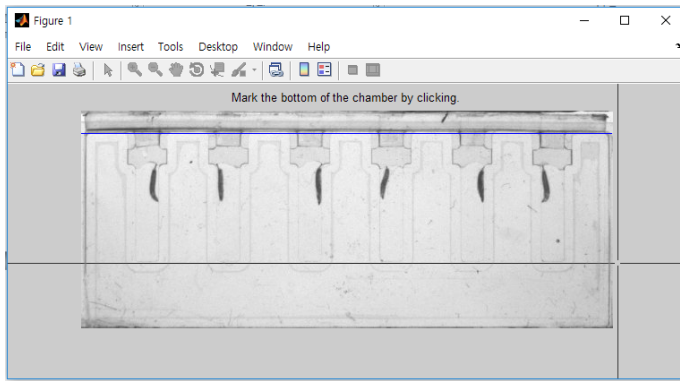 Figure 1
File Edit View Insert Tools Desktop Window Help
Mark the bottom of the chamber by clicking.